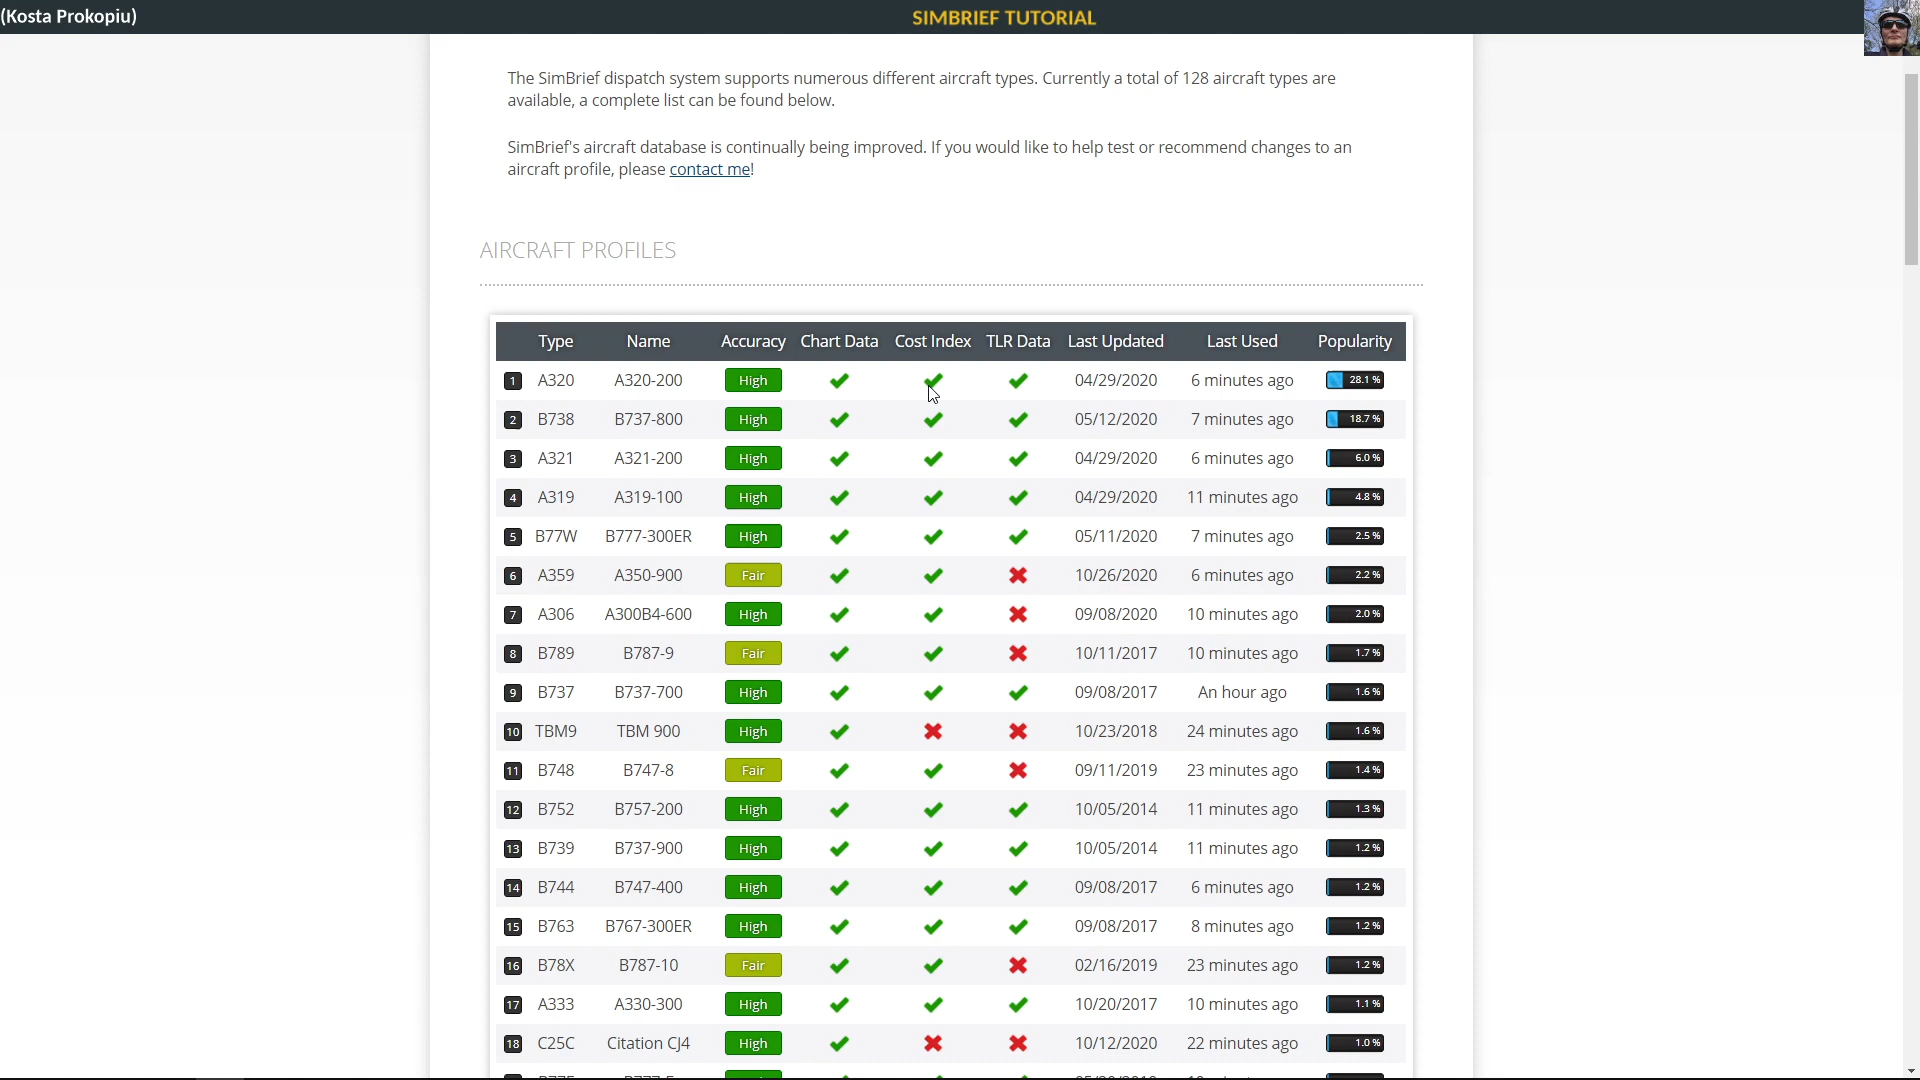 (Kosta Prokopiu)
SIMBRIEF TUTORIAL
The SimBrief dispatch system supports numerous different aircraft types. Currently a total of 128 aircraft types are
available, a complete list can be found below.
SimBrief's aircraft database is continually being improved. If you would like to help test or recommend changes to an
aircraft profile, please contact me!
AIRCRAFT PROFILES
Type Name Accuracy Chart Data Cost Index TLR Data Last Updated Last Used Popularity
1 A320 A320-200 High 04/29/2020 6 minutes ago 28.1 %
2 B738 B737-800 High 05/12/2020 7 minutes ago 18.7 %
3 A321 A321-200 High 04/29/2020 6 minutes ago 6.0 %
4 A319 A319-100 High 04/29/2020 11 minutes ago 4.8 %
5 B77W B777-300ER High 05/11/2020 7 minutes ago 2.5 %
6 A359 A350-900 Fair 10/26/2020 6 minutes ago 2.2 %
7 A306 A300B4-600 High 09/08/2020 10 minutes ago 2.0 %
8 B789 B787-9 Fair 10/11/2017 10 minutes ago 1.7 %
9 B737 B737-700 High 09/08/2017 An hour ago 1.6 %
10 TBM9 TBM 900 High 10/23/2018 24 minutes ago 1.6 %
11 B748 B747-8 Fair 09/11/2019 23 minutes ago 1.4 %
12 B752 B757-200 High 10/05/2014 11 minutes ago 1.3 %
13 B739 B737-900 High 10/05/2014 11 minutes ago 1.2 %
14 B744 B747-400 High 09/08/2017 6 minutes ago 1.2 %
15 B763 B767-300ER High 09/08/2017 8 minutes ago 1.2 %
16 B78X B787-10 Fair 02/16/2019 23 minutes ago 1.2 %
17 A333 A330-300 High 10/20/2017 10 minutes ago 1.1 %
18 C25C Citation CJ4 High 10/12/2020 22 minutes ago 1.0 %